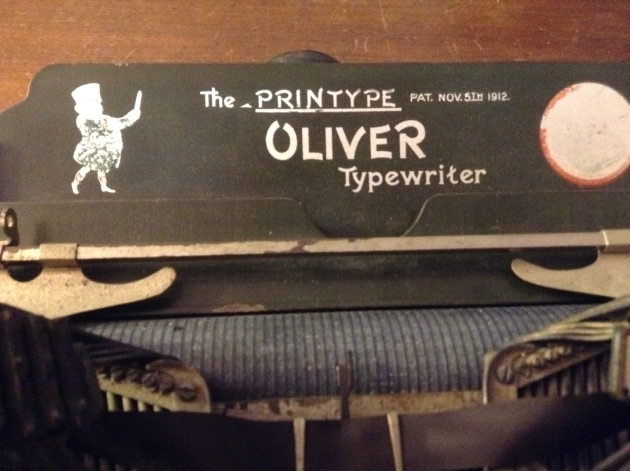 The PRINTYPE PAT. NOV. 5TH 1912.
OLIVER
Typewriter